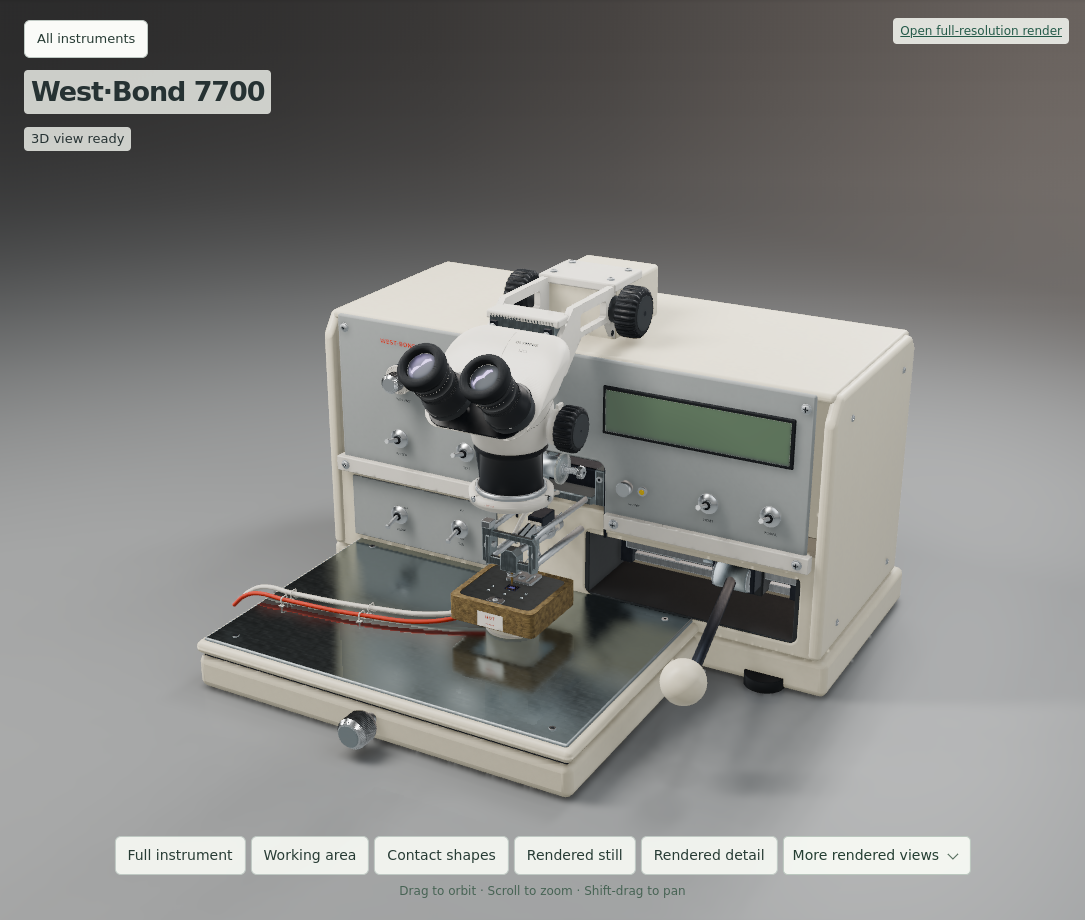 All instruments
Open full-resolution render
West·Bond 7700
3D view ready
Full instrument
Working area
Contact shapes
Rendered still
Rendered detail
More rendered views
Drag to orbit · Scroll to zoom · Shift-drag to pan